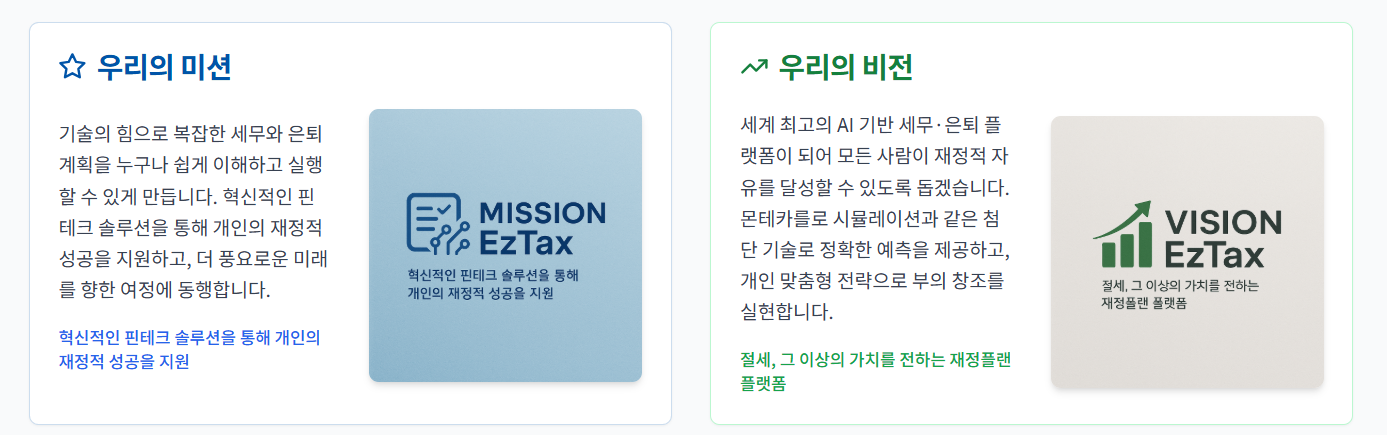 우리의 미션
기술의 힘으로 복잡한 세무와 은퇴
계획을 누구나 쉽게 이해하고 실행
할 수 있게 만듭니다. 혁신적인 핀
테크 솔루션을 통해 개인의 재정적
성공을 지원하고, 더 풍요로운 미래
를 향한 여정에 동행합니다.
혁신적인 핀테크 솔루션을 통해 개인의
재정적 성공을 지원
MISSION
EzTax
혁신적인 핀테크 솔루션을 통해
개인의 재정적 성공을 지원
우리의 비전
세계 최고의 AI 기반 세무·은퇴 플
랫폼이 되어 모든 사람이 재정적 자
유를 달성할 수 있도록 돕겠습니다.
몬테카를로 시뮬레이션과 같은 첨
단 기술로 정확한 예측을 제공하고,
개인 맞춤형 전략으로 부의 창조를
실현합니다.
절세, 그 이상의 가치를 전하는 재정플랜
플랫폼
VISION
EzTax
절세, 그 이상의 가치를 전하는
재정플랜 플랫폼